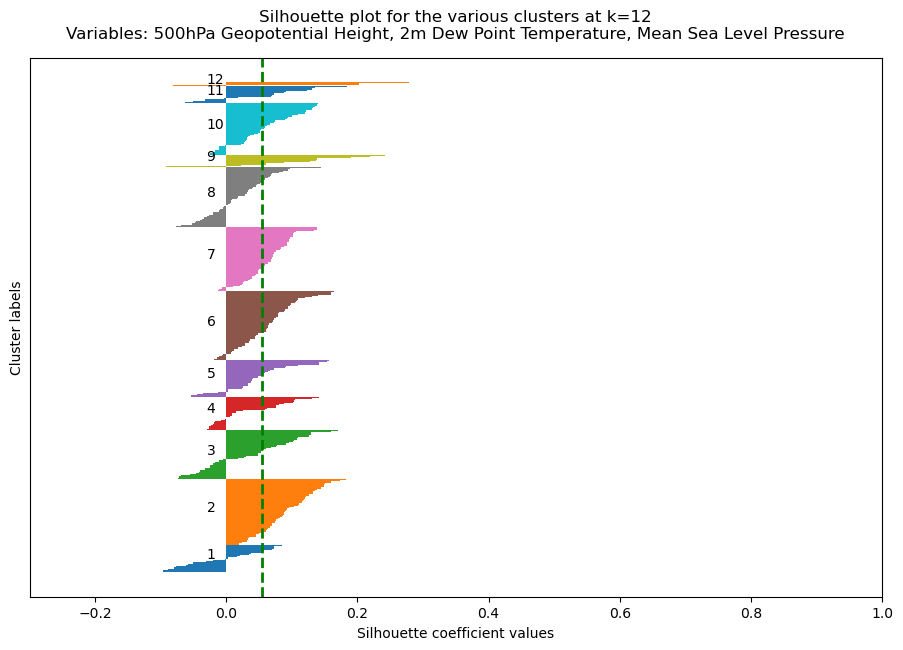 Silhouette plot for the various clusters at k=12
Variables: 500hPa Geopotential Height, 2m Dew Point Temperature, Mean Sea Level Pressure
12
11
10
9
8
7
6
5
4
3
2
1
Cluster labels
−0.2 0.0 0.2 0.4 0.6 0.8 1.0
Silhouette coefficient values